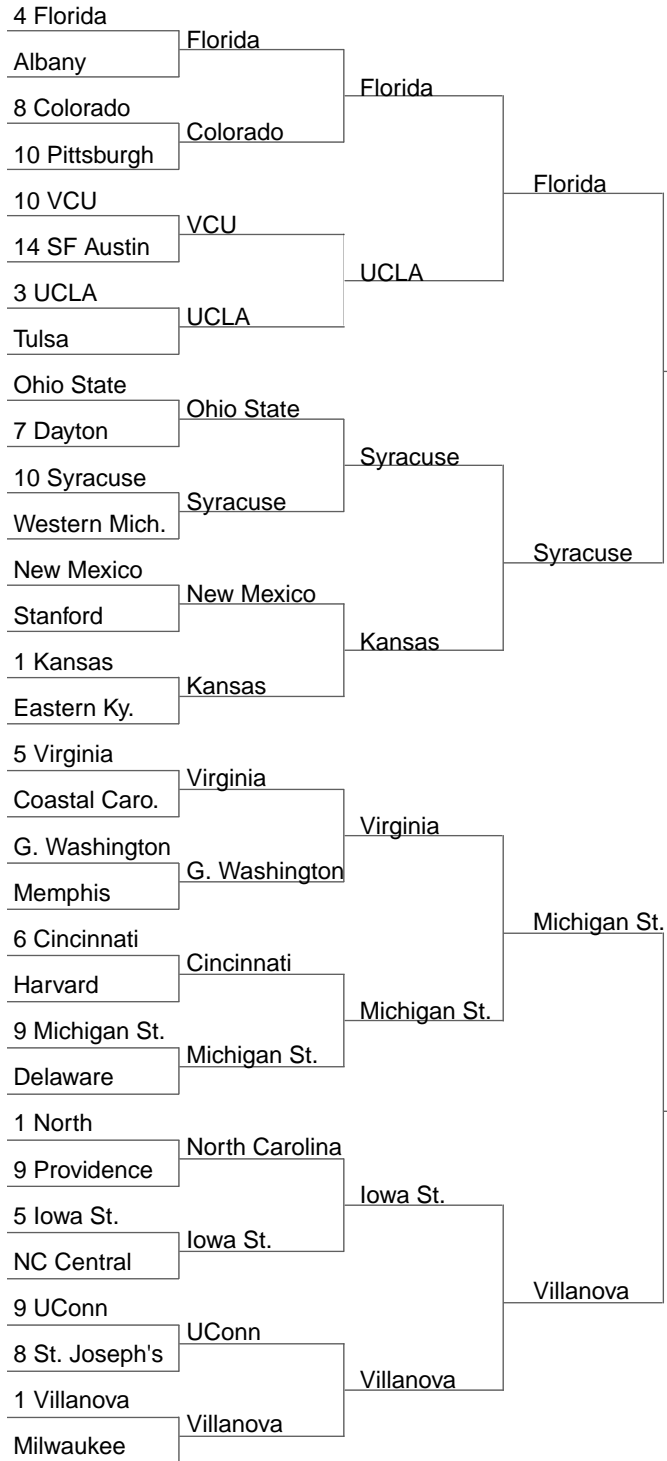 4 Florida
Albany
8 Colorado
10 Pittsburgh
10 VCU
14 SF Austin
3 UCLA
Tulsa
Ohio State
7 Dayton
10 Syracuse
Western Mich.
New Mexico
Stanford
1 Kansas
Eastern Ky.
5 Virginia
Coastal Caro.
G. Washington
Memphis
6 Cincinnati
Harvard
9 Michigan St.
Delaware
1 North
9 Providence
5 Iowa St.
NC Central
9 UConn
8 St. Joseph's
1 Villanova
Milwaukee
Florida
Colorado
VCU
UCLA
Ohio State
Syracuse
New Mexico
Kansas
Virginia
G. Washington
Cincinnati
Michigan St.
North Carolina
Iowa St.
UConn
Villanova
Florida
UCLA
Syracuse
Kansas
Virginia
Michigan St.
Iowa St.
Villanova
Florida
Syracuse
Michigan St.
Villanova